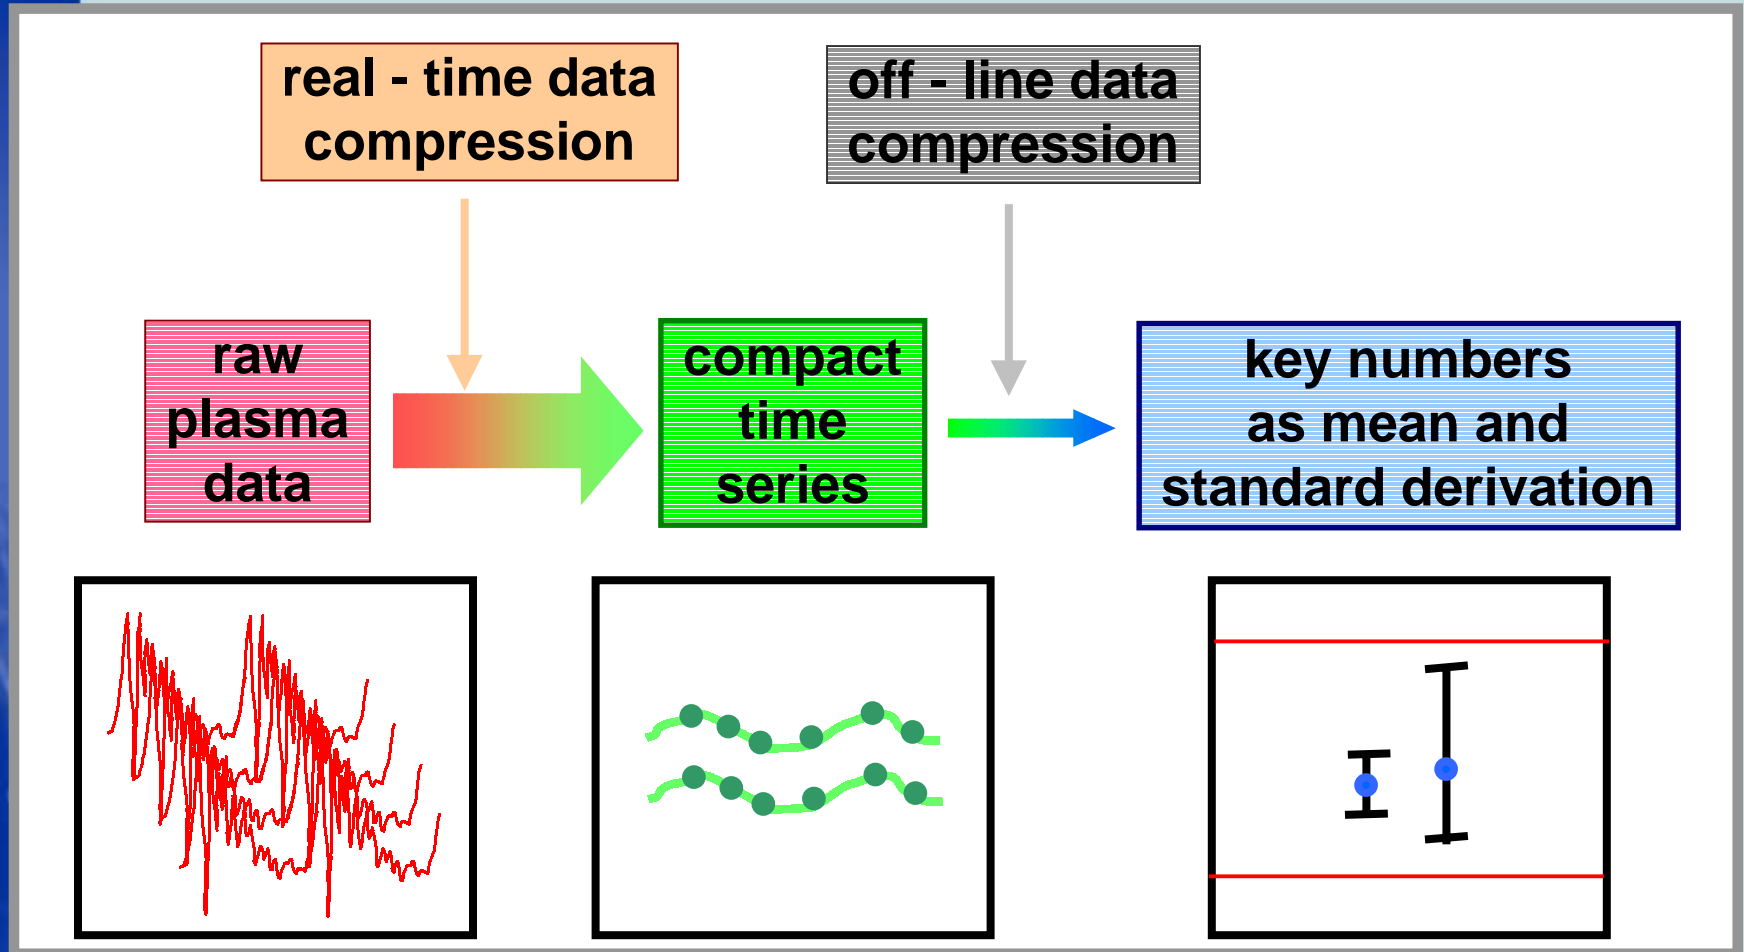 real - time data
compression
off - line data
compression
raw
plasma
data
compact
time
series
key numbers
as mean and
standard derivation